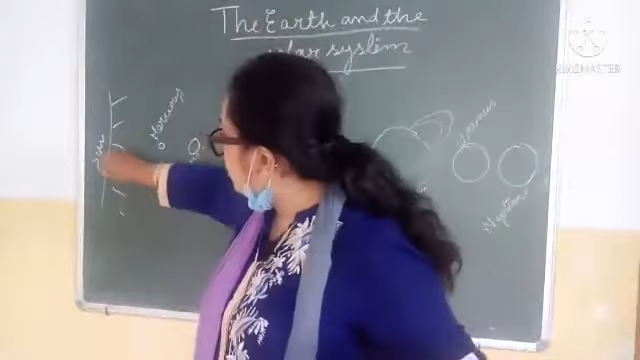 The Earth and the
solar system
Sun
Mercury
Uranus
Neptune
KINEMASTER